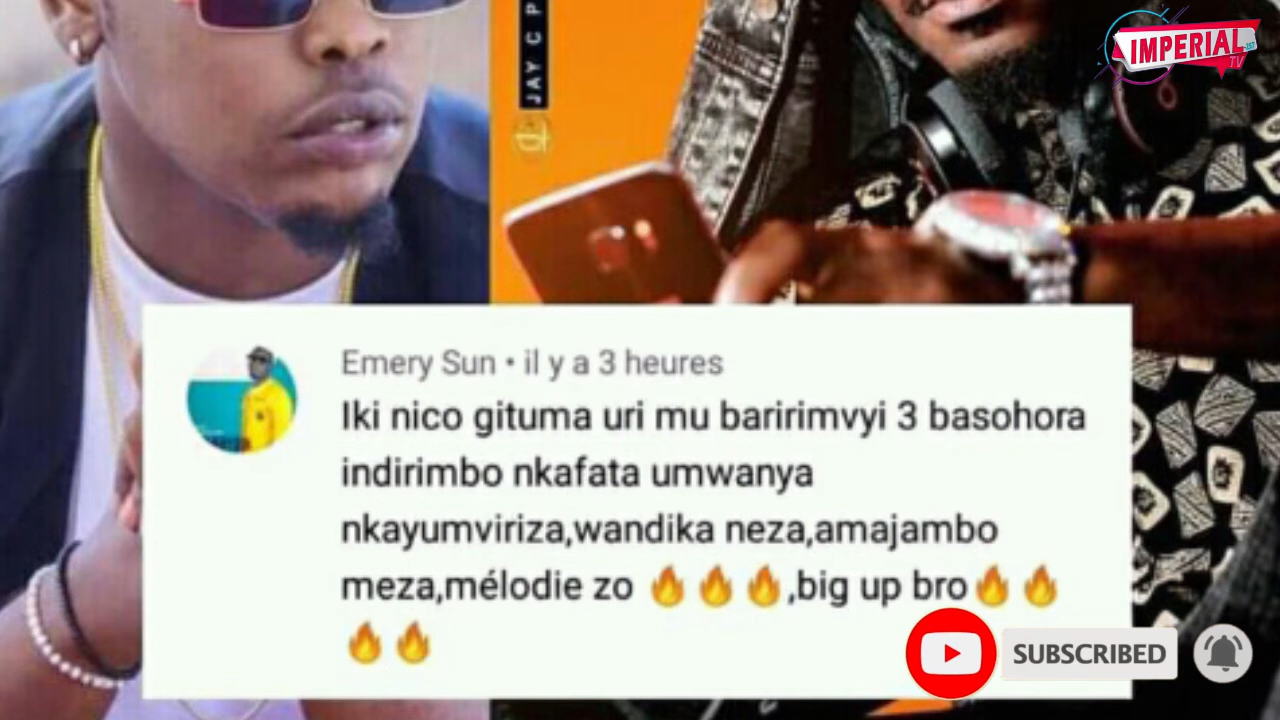 JAY C P
IMPERIAL
TV
Emery Sun • il y a 3 heures
Iki nico gituma uri mu baririmvyi 3 basohora
indirimbo nkafata umwanya
nkayumviriza,wandika neza,amajambo
meza,mélodie zo 🔥🔥🔥,big up bro🔥🔥
🔥🔥
SUBSCRIBED